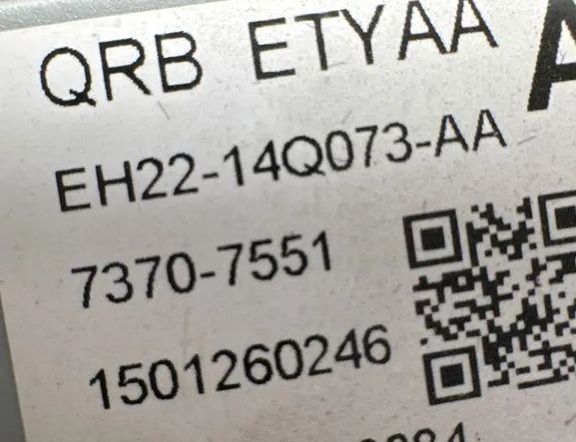 QRB ETYAA A
EH22-14Q073-AA
7370-7551
1501260246